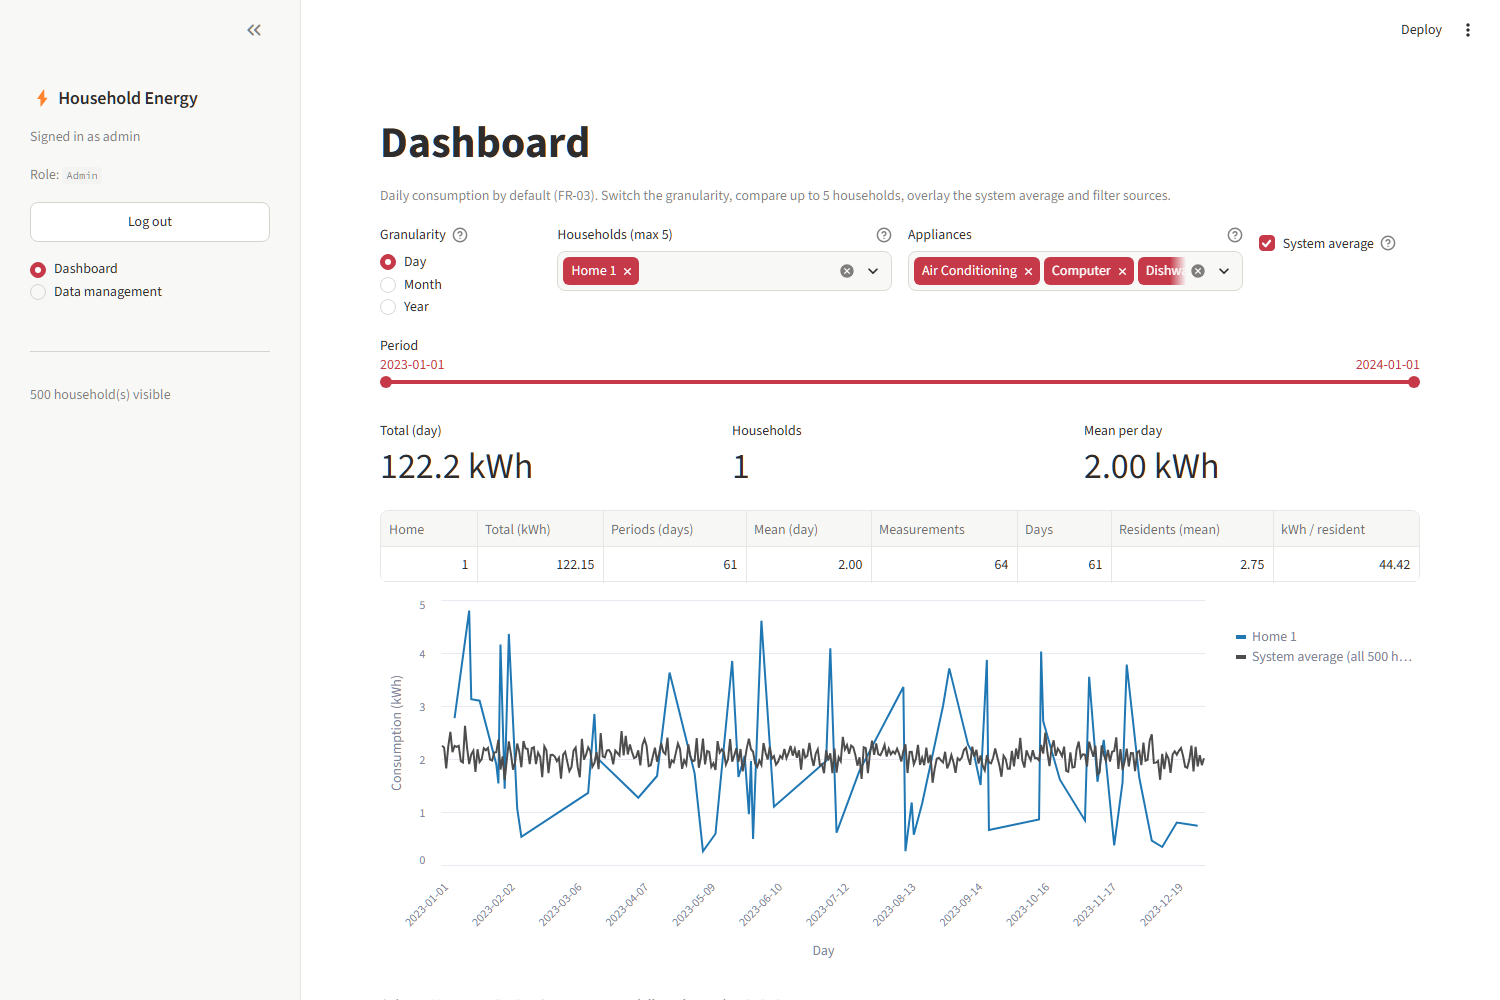 Deploy
Household Energy
Signed in as admin
Role: Admin
Log out
Dashboard
Data management
500 household(s) visible
Dashboard
Daily consumption by default (FR-03). Switch the granularity, compare up to 5 households, overlay the system average and filter sources.
Granularity
Day
Month
Year
Households (max 5)
Home 1
Appliances
Air Conditioning
Computer
System average
Period
2023-01-01
2024-01-01
Total (day)
122.2 kWh
Households
1
Mean per day
2.00 kWh
Home Total (kWh) Periods (days) Mean (day) Measurements Days Residents (mean) kWh / resident
1 122.15 61 2.00 64 61 2.75 44.42
Consumption (kWh)
5
4
3
2
1
0
2023-01-01 2023-02-02 2023-03-06 2023-04-07 2023-05-09 2023-06-10 2023-07-12 2023-08-13 2023-09-14 2023-10-16 2023-11-17 2023-12-19
Day
Home 1
System average (all 500 h…